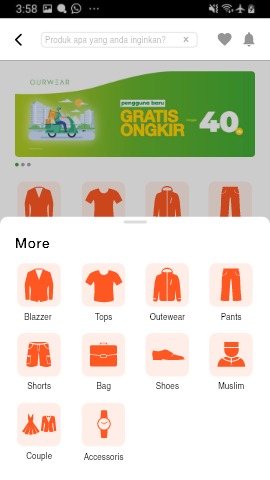 3:58
Produk apa yang anda inginkan?
OURWEAR
pengguna baru
GRATIS
ONGKIR
40
More
Blazzer
Tops
Outewear
Pants
Shorts
Bag
Shoes
Muslim
Couple
Accessoris